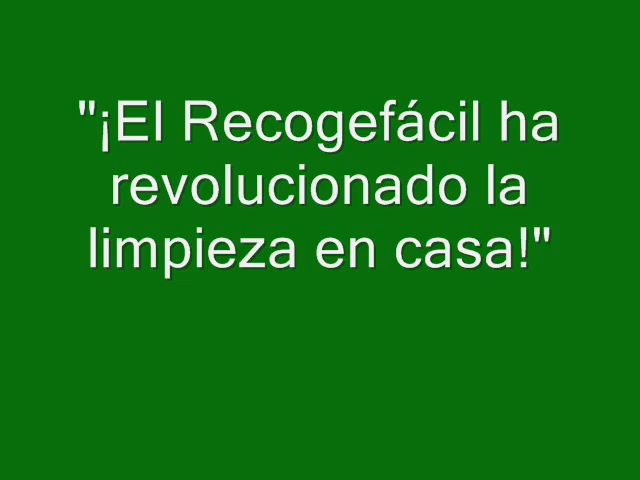 "¡El Recogefácil ha
revolucionado la
limpieza en casa!"